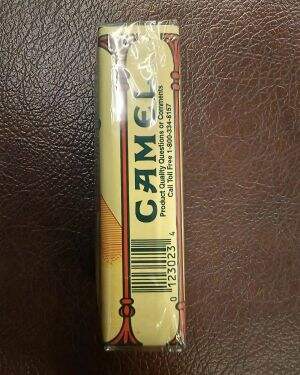 CAMEL
Product Quality Questions or Comments
Call Toll Free 1-800-334-8157
0 123023 4